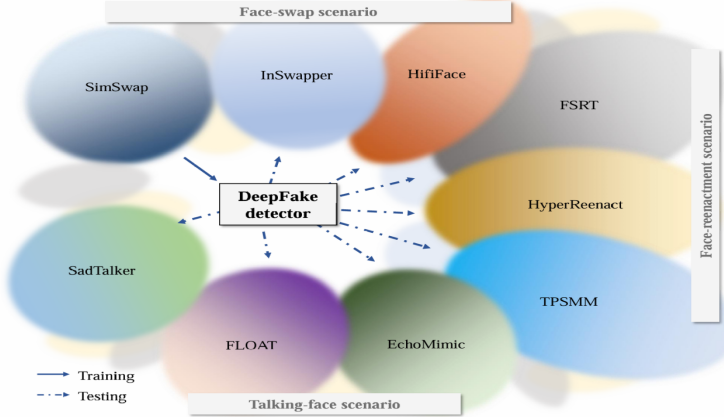 Face-swap scenario
SimSwap
InSwapper
HifiFace
FSRT
Face-reenactment scenario
DeepFake
detector
HyperReenact
SadTalker
TPSMM
FLOAT
EchoMimic
Training
Testing
Talking-face scenario